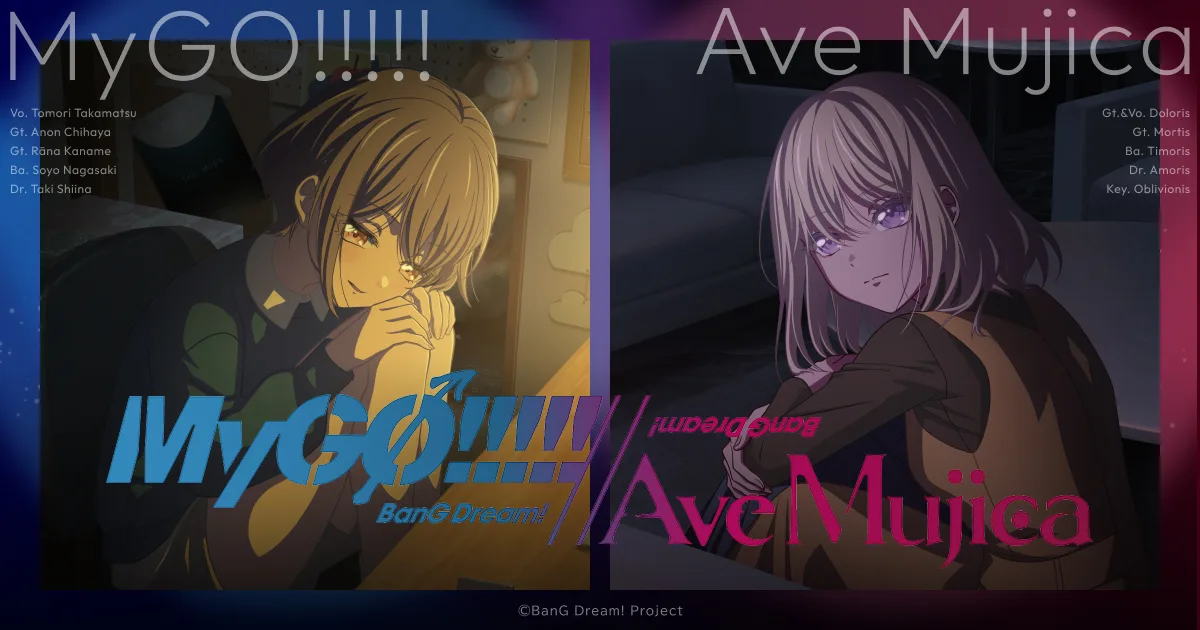 MyGO!!!!!
Vo. Tomori Takamatsu
Gt. Anon Chihaya
Gt. Rāna Kaname
Ba. Soyo Nagasaki
Dr. Taki Shiina
Ave Mujica
Gt.&Vo. Doloris
Gt. Mortis
Ba. Timoris
Dr. Amoris
Key. Oblivionis
MyGO!!!!!
BanG Dream!
BanG Dream!
Ave Mujica
©BanG Dream! Project